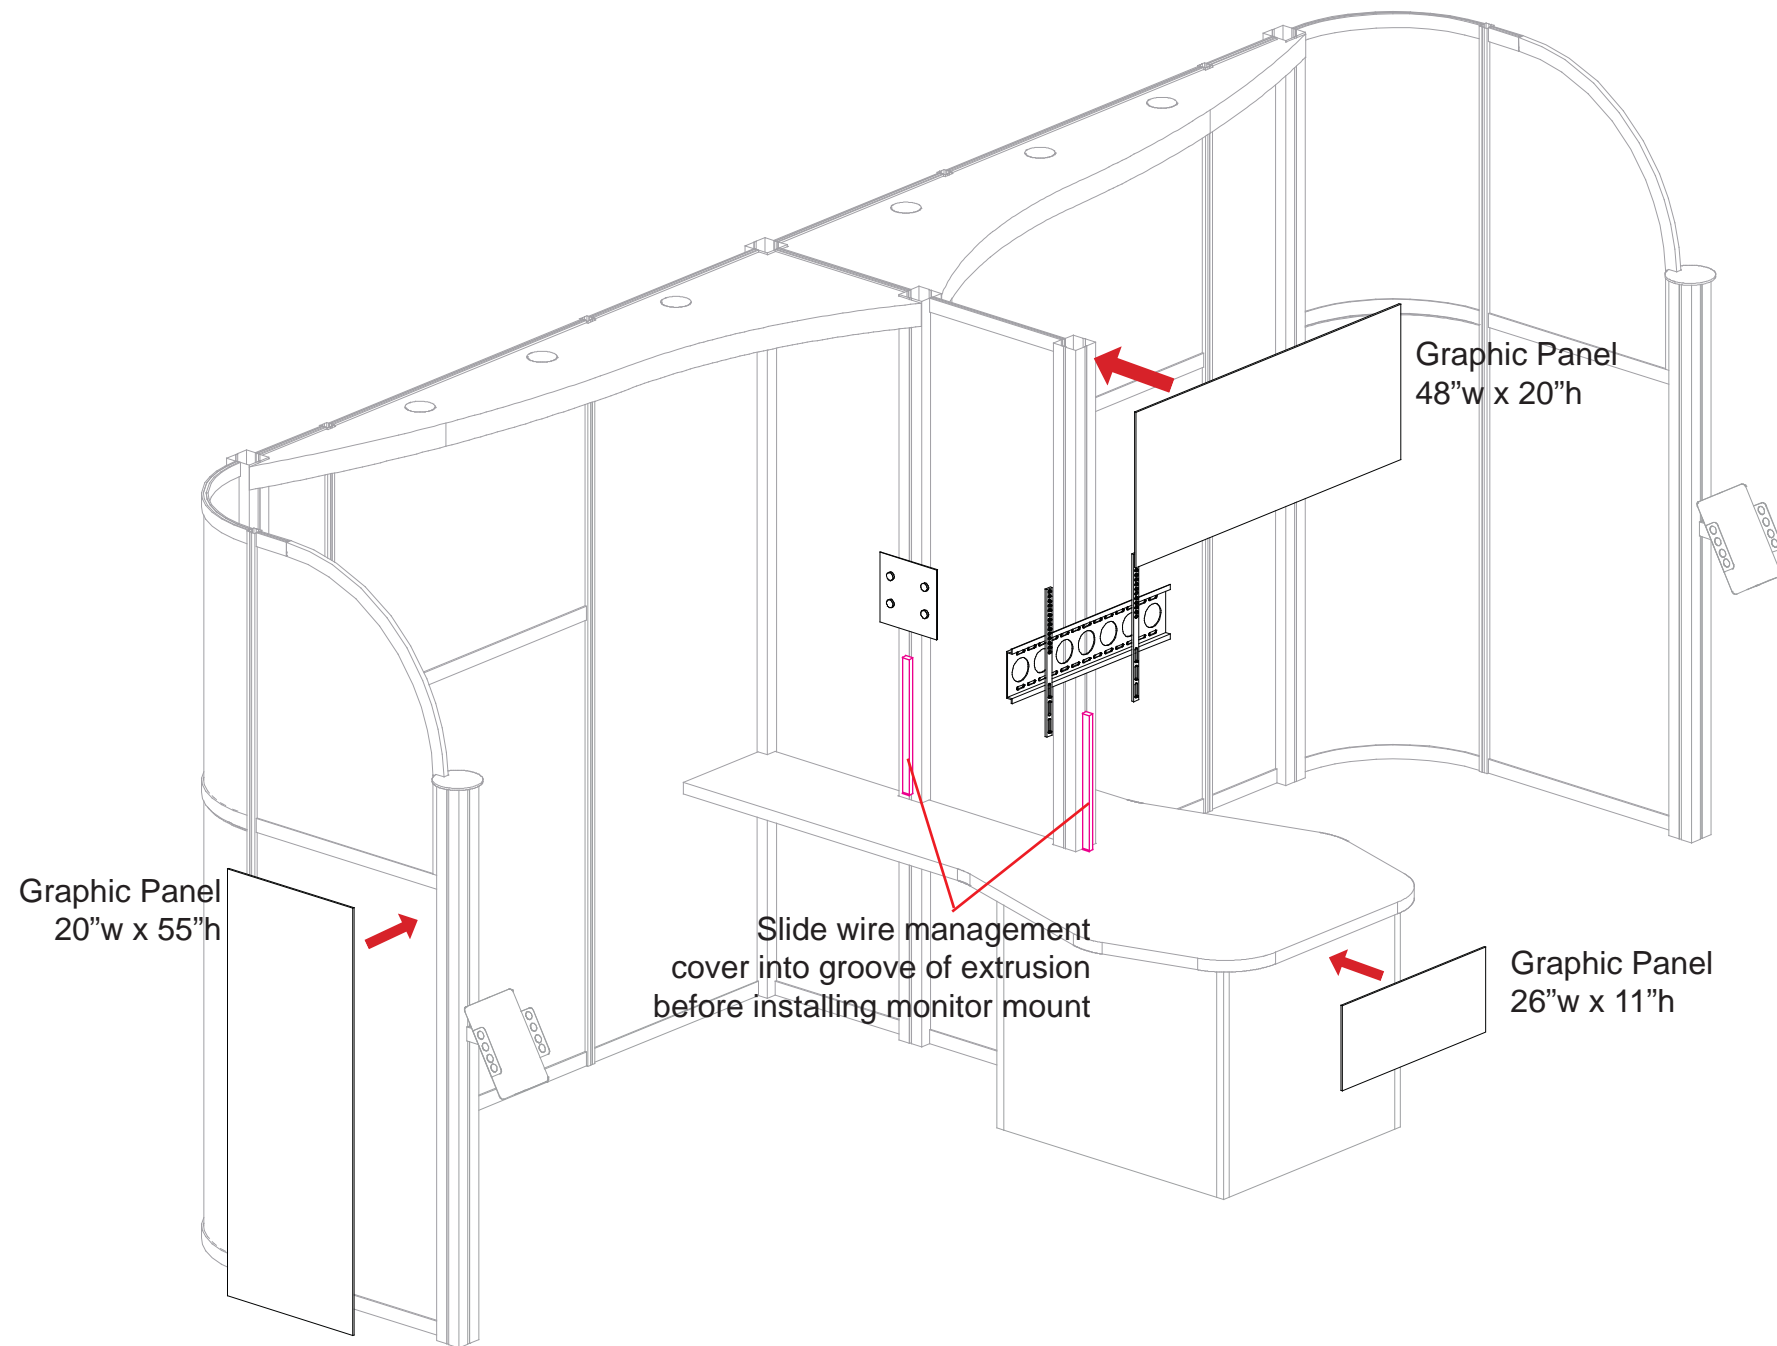 Graphic Panel
48”w x 20”h
Graphic Panel
20”w x 55”h
Slide wire management
cover into groove of extrusion
before installing monitor mount
Graphic Panel
26”w x 11”h